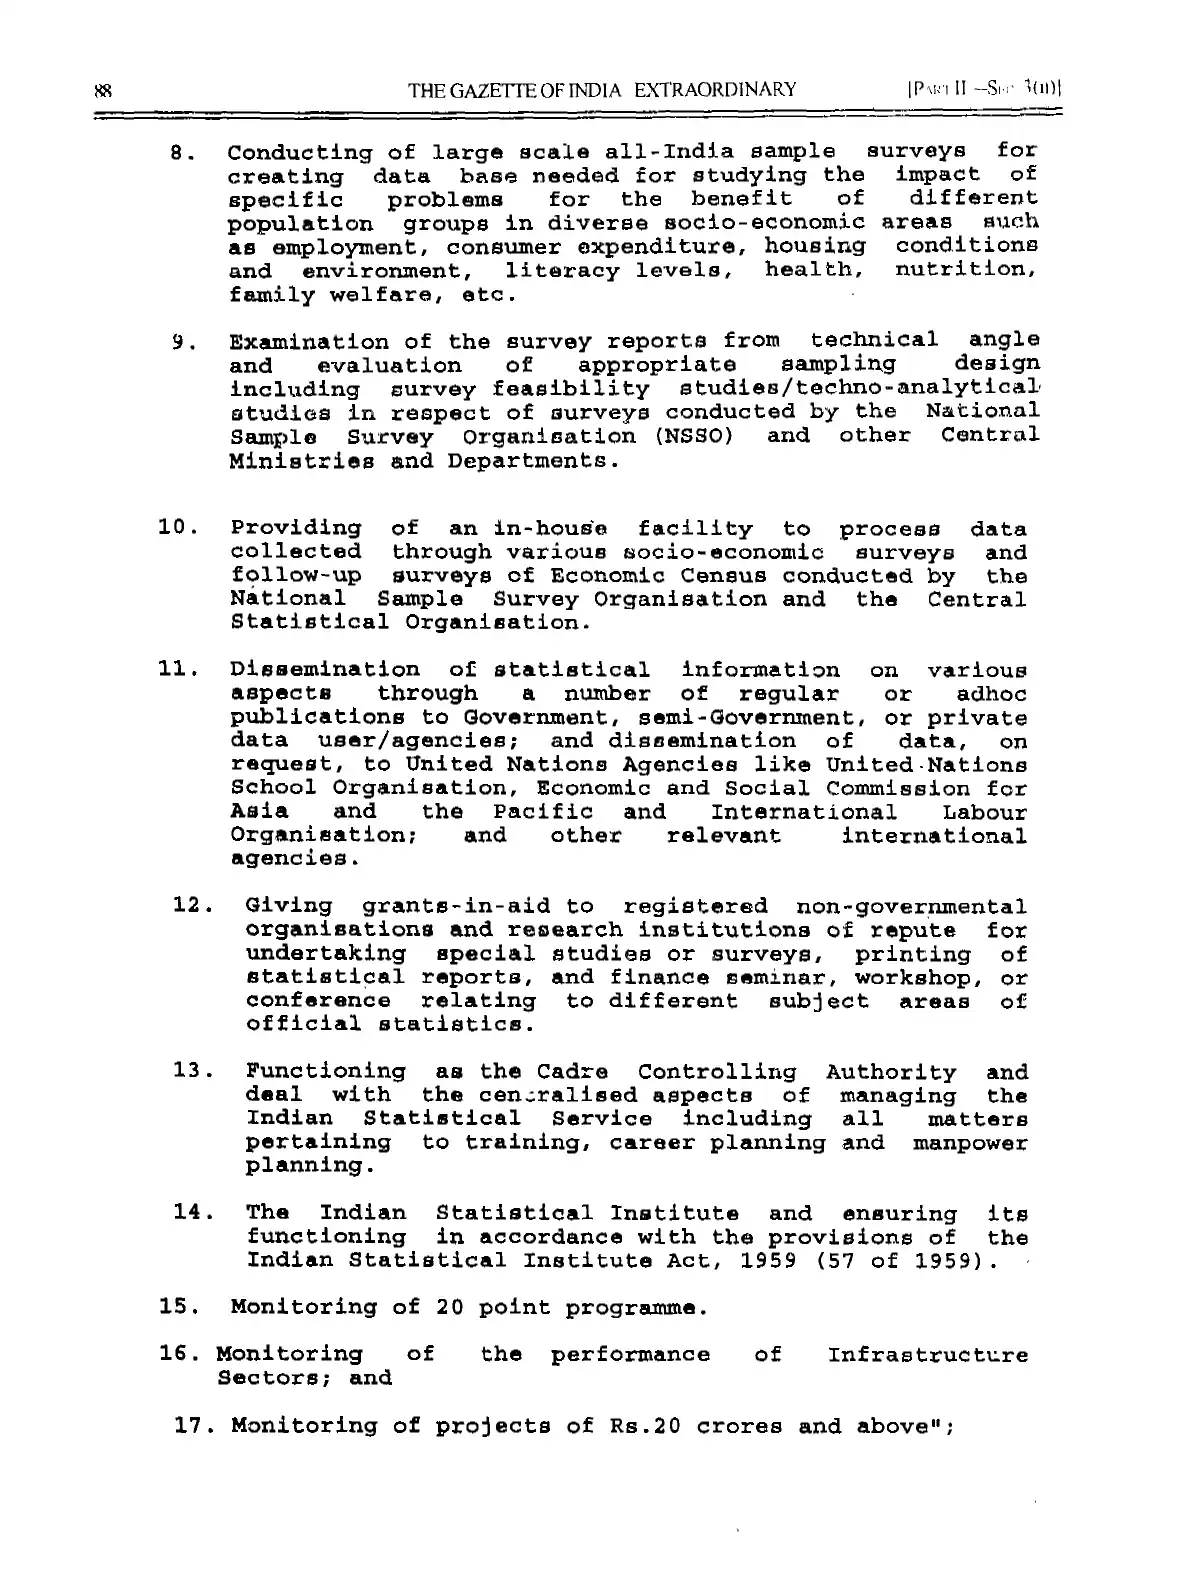 88 THE GAZETTE OF INDIA EXTRAORDINARY [PART II —SEC 3(ii)]
8. Conducting of large scale all-India sample surveys for
creating data base needed for studying the impact of
specific problems for the benefit of different
population groups in diverse socio-economic areas such
as employment, consumer expenditure, housing conditions
and environment, literacy levels, health, nutrition,
family welfare, etc.
9. Examination of the survey reports from technical angle
and evaluation of appropriate sampling design
including survey feasibility studies/techno-analytical
studies in respect of surveys conducted by the National
Sample Survey Organisation (NSSO) and other Central
Ministries and Departments.
10. Providing of an in-house facility to process data
collected through various socio-economic surveys and
follow-up surveys of Economic Census conducted by the
National Sample Survey Organisation and the Central
Statistical Organisation.
11. Dissemination of statistical information on various
aspects through a number of regular or adhoc
publications to Government, semi-Government, or private
data user/agencies; and dissemination of data, on
request, to United Nations Agencies like United Nations
School Organisation, Economic and Social Commission for
Asia and the Pacific and International Labour
Organisation; and other relevant international
agencies.
12. Giving grants-in-aid to registered non-governmental
organisations and research institutions of repute for
undertaking special studies or surveys, printing of
statistical reports, and finance seminar, workshop, or
conference relating to different subject areas of
official statistics.
13. Functioning as the Cadre Controlling Authority and
deal with the centralised aspects of managing the
Indian Statistical Service including all matters
pertaining to training, career planning and manpower
planning.
14. The Indian Statistical Institute and ensuring its
functioning in accordance with the provisions of the
Indian Statistical Institute Act, 1959 (57 of 1959).
15. Monitoring of 20 point programme.
16. Monitoring of the performance of Infrastructure
Sectors; and
17. Monitoring of projects of Rs.20 crores and above";